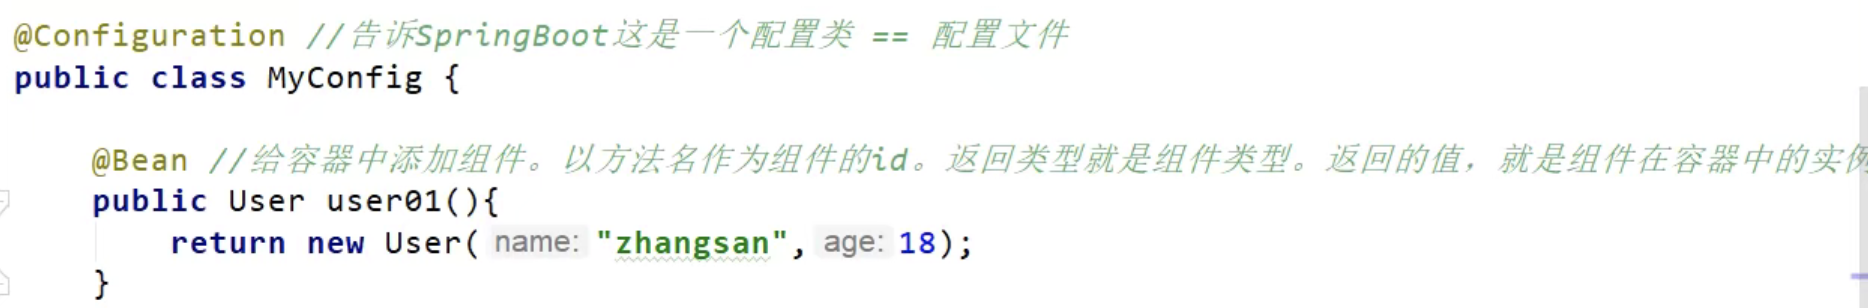 @Configuration //告诉SpringBoot这是一个配置类 == 配置文件
public class MyConfig {
@Bean //给容器中添加组件。以方法名作为组件的id。返回类型就是组件类型。返回的值，就是组件在容器中的实例
public User user01(){
return new User( name: "zhangsan", age: 18);
}